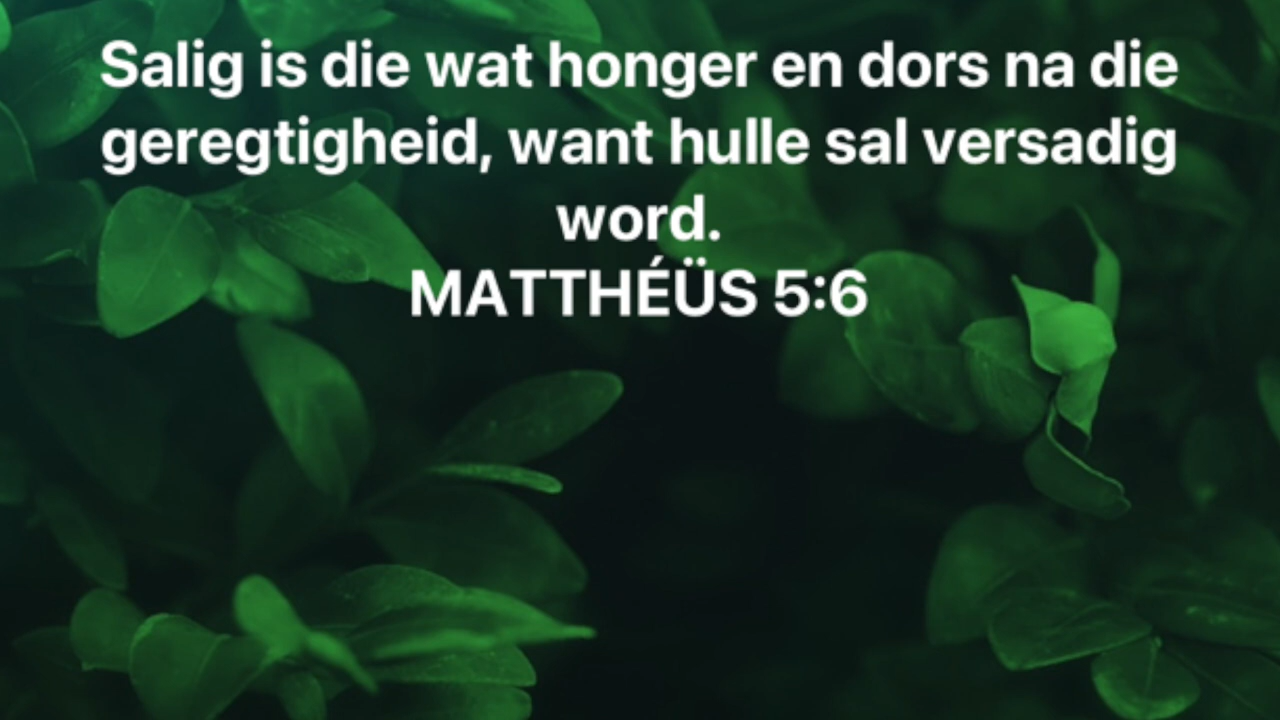 Salig is die wat honger en dors na die
geregtigheid, want hulle sal versadig
word.
MATTHÉÜS 5:6